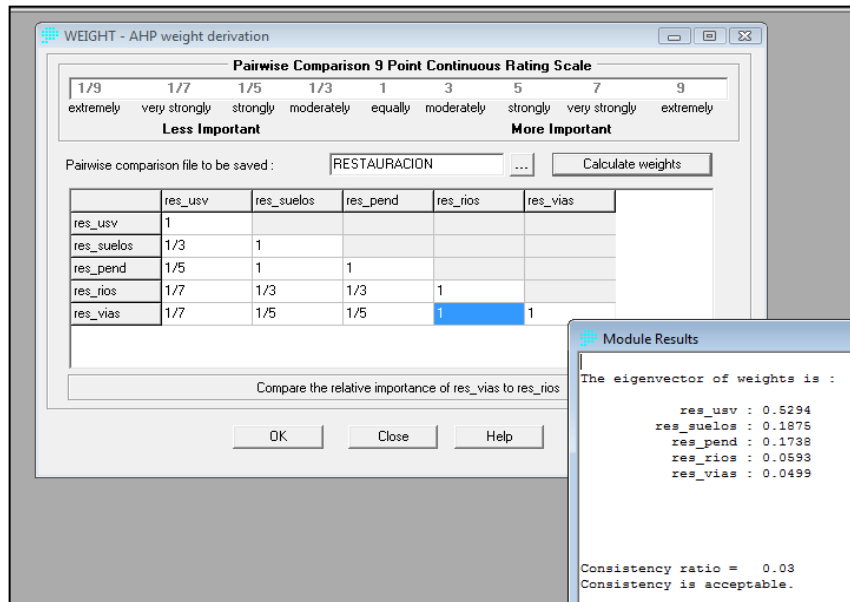 WEIGHT - AHP weight derivation
Pairwise Comparison 9 Point Continuous Rating Scale
1/9 1/7 1/5 1/3 1 3 5 7 9
extremely very strongly strongly moderately equally moderately strongly very strongly extremely
Less Important More Important
Pairwise comparison file to be saved : RESTAURACION ... Calculate weights
res_usv res_suelos res_pend res_rios res_vias
res_usv 1
res_suelos 1/3 1
res_pend 1/5 1 1
res_rios 1/7 1/3 1/3 1
res_vias 1/7 1/5 1/5 1 1
Compare the relative importance of res_vias to res_rios
OK Close Help
Module Results
The eigenvector of weights is :
res_usv : 0.5294
res_suelos : 0.1875
res_pend : 0.1738
res_rios : 0.0593
res_vias : 0.0499
Consistency ratio = 0.03
Consistency is acceptable.